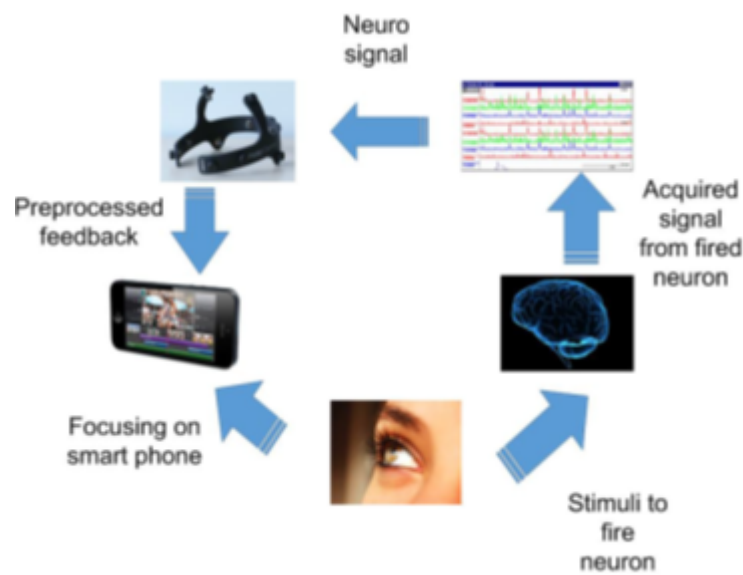 Neuro
signal
Preprocessed
feedback
Acquired
signal
from fired
neuron
Focusing on
smart phone
Stimuli to
fire
neuron